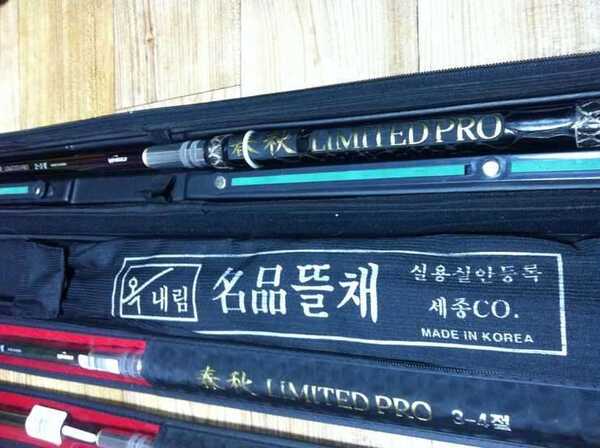 春秋 LiMITED PRO
옥내림
名品뜰채
실용실안등록
세종CO.
MADE IN KOREA
春秋 LiMITED PRO 3-4절